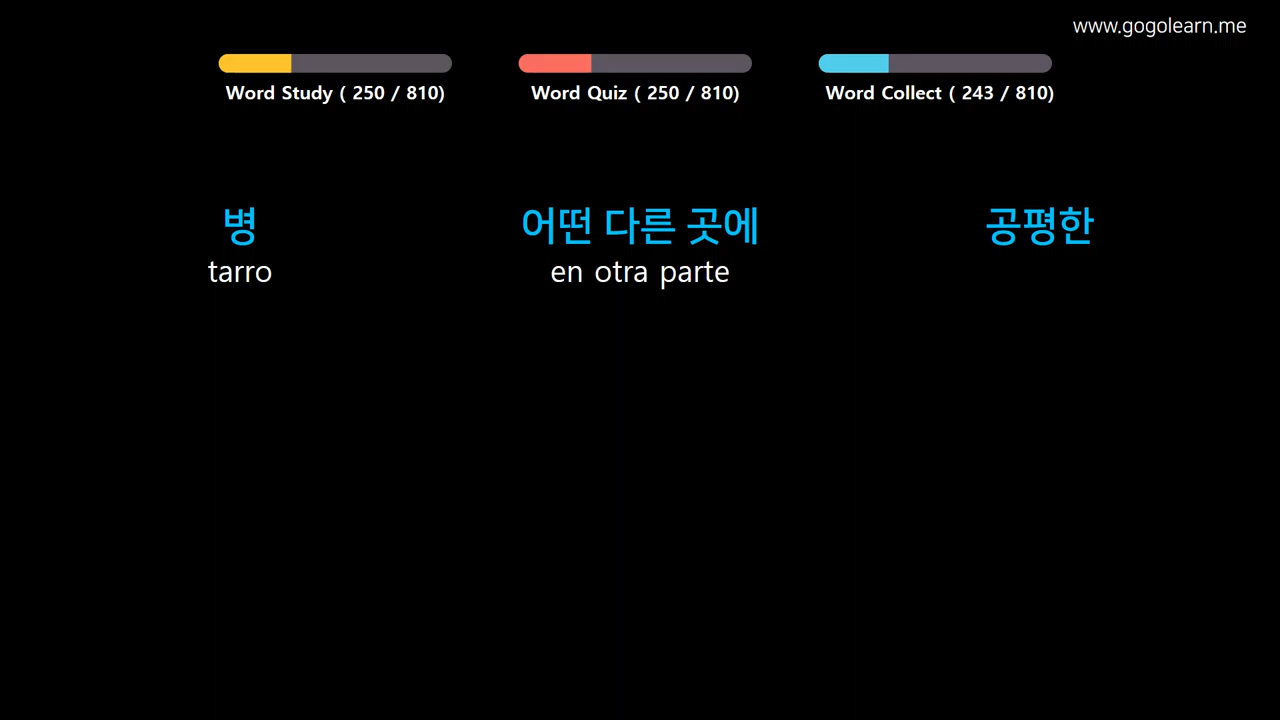 www.gogolearn.me
Word Study ( 250 / 810)
Word Quiz ( 250 / 810)
Word Collect ( 243 / 810)
병
tarro
어떤 다른 곳에
en otra parte
공평한